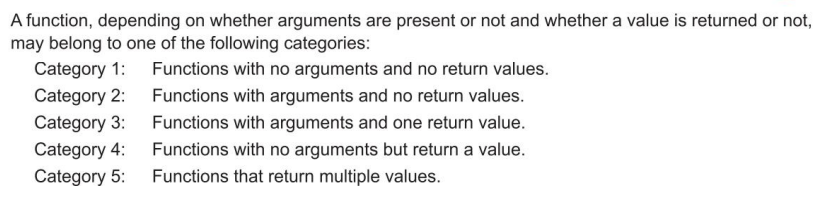 A function, depending on whether arguments are present or not and whether a value is returned or not,
may belong to one of the following categories:
Category 1: Functions with no arguments and no return values.
Category 2: Functions with arguments and no return values.
Category 3: Functions with arguments and one return value.
Category 4: Functions with no arguments but return a value.
Category 5: Functions that return multiple values.